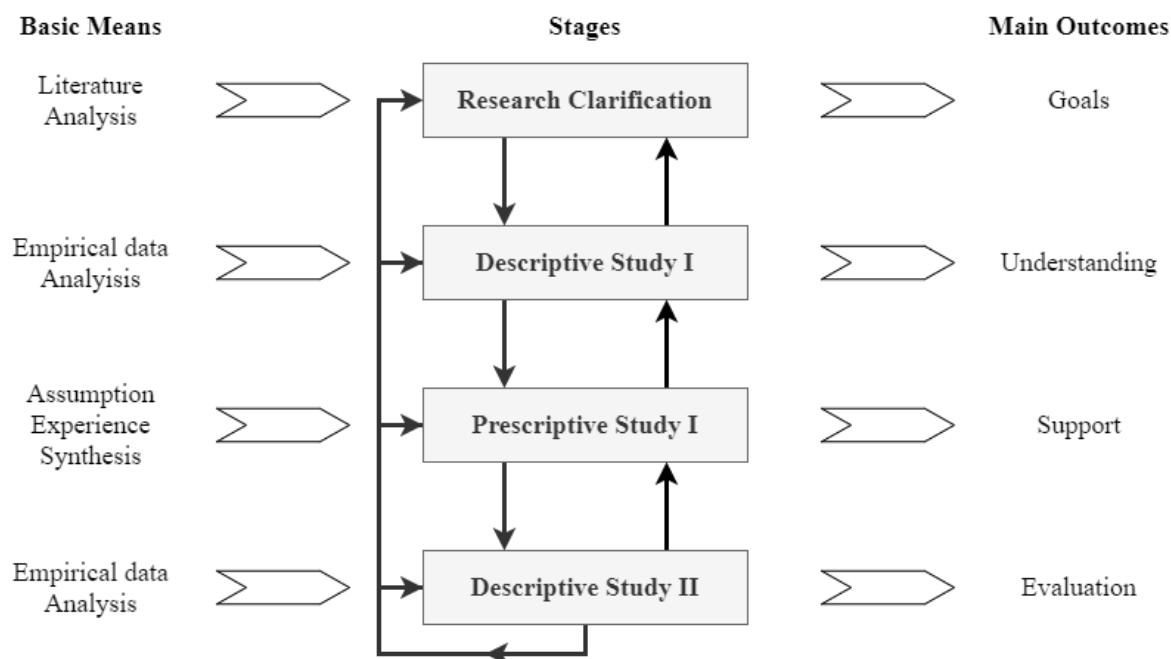 Basic Means
Stages
Main Outcomes
Literature
Analysis
Research Clarification
Goals
Empirical data
Analyisis
Descriptive Study I
Understanding
Assumption
Experience
Synthesis
Prescriptive Study I
Support
Empirical data
Analysis
Descriptive Study II
Evaluation